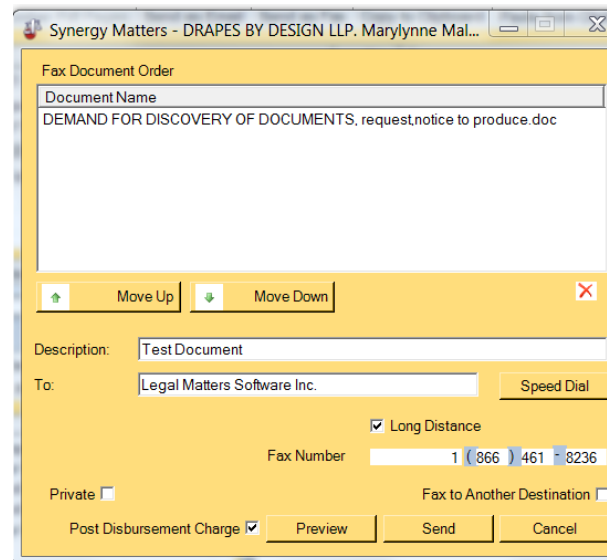 Synergy Matters - DRAPES BY DESIGN LLP. Marylynne Mal...
Fax Document Order
Document Name
DEMAND FOR DISCOVERY OF DOCUMENTS, request,notice to produce.doc
Move Up Move Down
Description: Test Document
To: Legal Matters Software Inc. Speed Dial
Long Distance
Fax Number 1 ( 866 ) 461 - 8236
Private Fax to Another Destination
Post Disbursement Charge Preview Send Cancel